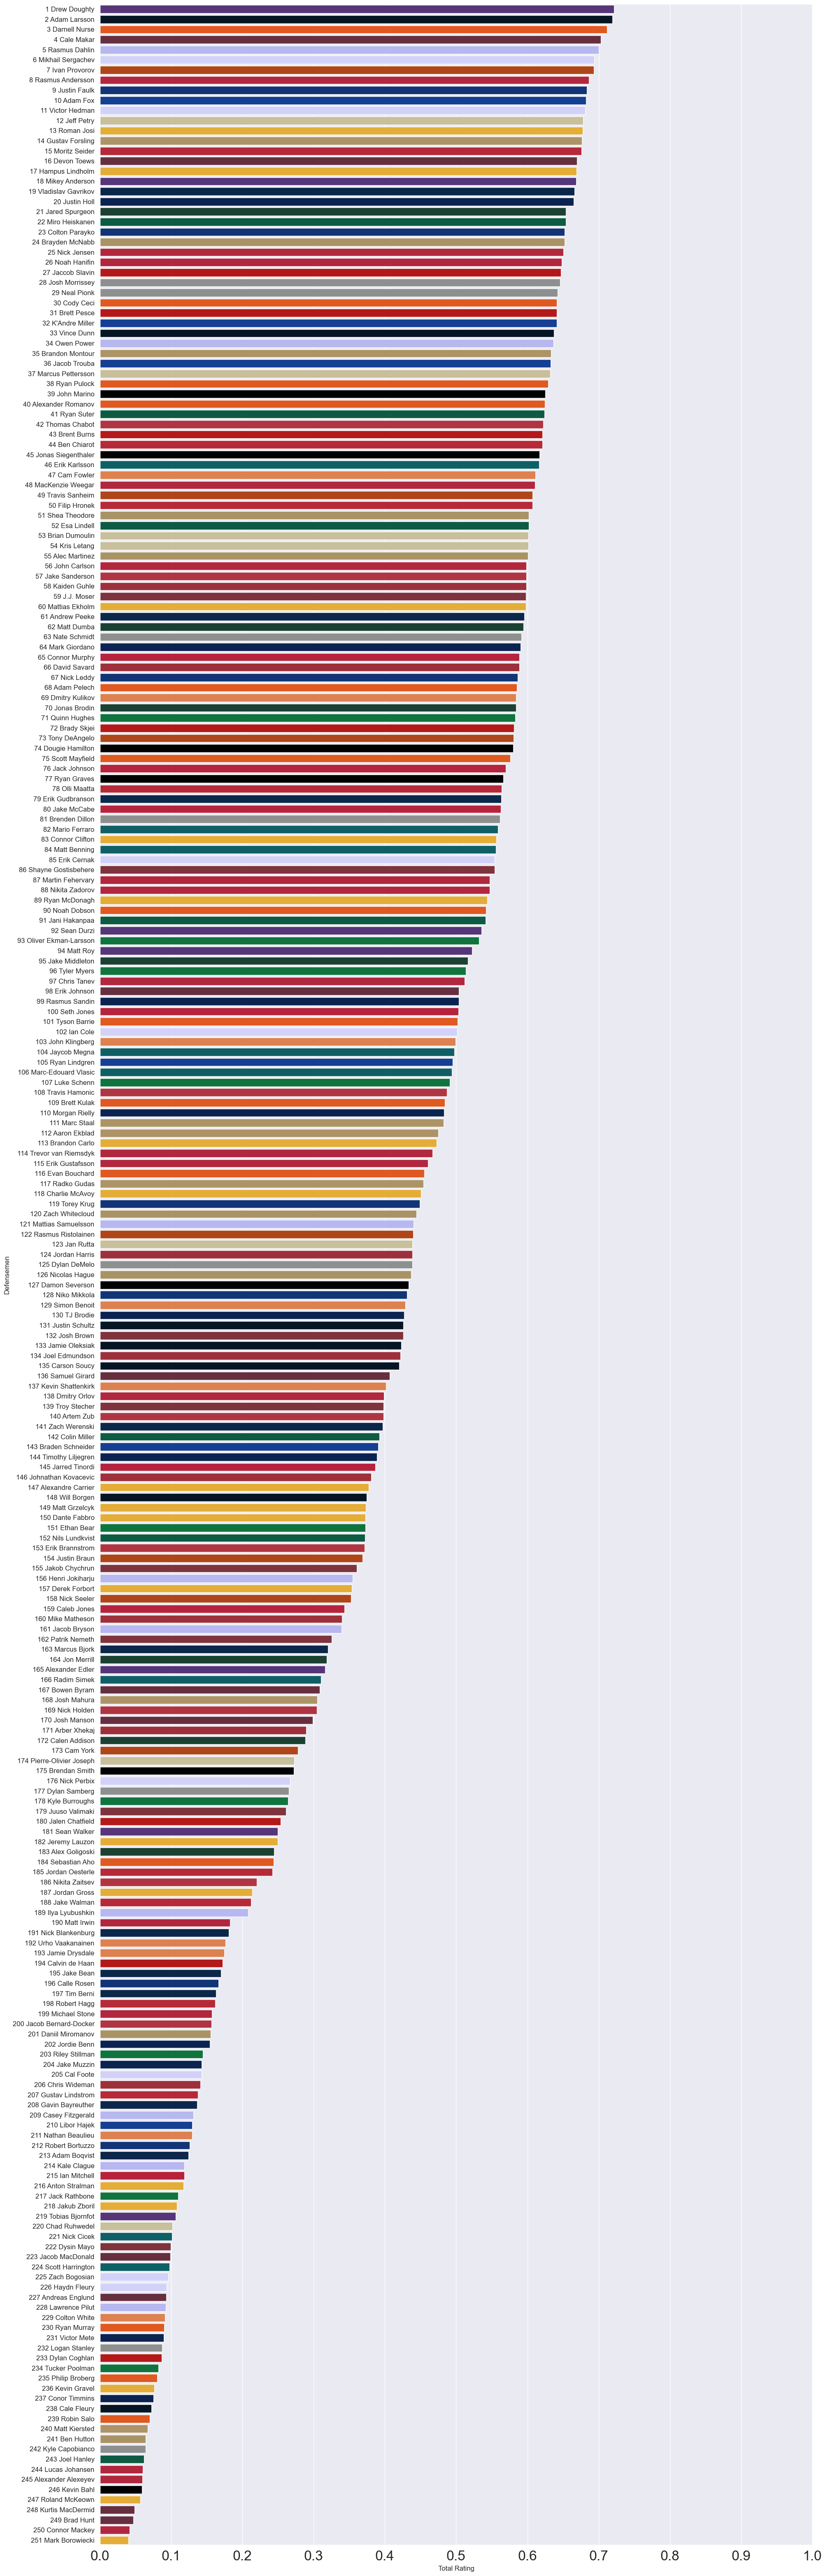 1 Drew Doughty
2 Adam Larsson
3 Darnell Nurse
4 Cale Makar
5 Rasmus Dahlin
6 Mikhail Sergachev
7 Ivan Provorov
8 Rasmus Andersson
9 Justin Faulk
10 Adam Fox
11 Victor Hedman
12 Jeff Petry
13 Roman Josi
14 Gustav Forsling
15 Moritz Seider
16 Devon Toews
17 Hampus Lindholm
18 Mikey Anderson
19 Vladislav Gavrikov
20 Justin Holl
21 Jared Spurgeon
22 Miro Heiskanen
23 Colton Parayko
24 Brayden McNabb
25 Nick Jensen
26 Noah Hanifin
27 Jaccob Slavin
28 Josh Morrissey
29 Neal Pionk
30 Cody Ceci
31 Brett Pesce
32 K'Andre Miller
33 Vince Dunn
34 Owen Power
35 Brandon Montour
36 Jacob Trouba
37 Marcus Pettersson
38 Ryan Pulock
39 John Marino
40 Alexander Romanov
41 Ryan Suter
42 Thomas Chabot
43 Brent Burns
44 Ben Chiarot
45 Jonas Siegenthaler
46 Erik Karlsson
47 Cam Fowler
48 MacKenzie Weegar
49 Travis Sanheim
50 Filip Hronek
51 Shea Theodore
52 Esa Lindell
53 Brian Dumoulin
54 Kris Letang
55 Alec Martinez
56 John Carlson
57 Jake Sanderson
58 Kaiden Guhle
59 J.J. Moser
60 Mattias Ekholm
61 Andrew Peeke
62 Matt Dumba
63 Nate Schmidt
64 Mark Giordano
65 Connor Murphy
66 David Savard
67 Nick Leddy
68 Adam Pelech
69 Dmitry Kulikov
70 Jonas Brodin
71 Quinn Hughes
72 Brady Skjei
73 Tony DeAngelo
74 Dougie Hamilton
75 Scott Mayfield
76 Jack Johnson
77 Ryan Graves
78 Olli Maatta
79 Erik Gudbranson
80 Jake McCabe
81 Brenden Dillon
82 Mario Ferraro
83 Connor Clifton
84 Matt Benning
85 Erik Cernak
86 Shayne Gostisbehere
87 Martin Fehervary
88 Nikita Zadorov
89 Ryan McDonagh
90 Noah Dobson
91 Jani Hakanpaa
92 Sean Durzi
93 Oliver Ekman-Larsson
94 Matt Roy
95 Jake Middleton
96 Tyler Myers
97 Chris Tanev
98 Erik Johnson
99 Rasmus Sandin
100 Seth Jones
101 Tyson Barrie
102 Ian Cole
103 John Klingberg
104 Jaycob Megna
105 Ryan Lindgren
106 Marc-Edouard Vlasic
107 Luke Schenn
108 Travis Hamonic
109 Brett Kulak
110 Morgan Rielly
111 Marc Staal
112 Aaron Ekblad
113 Brandon Carlo
114 Trevor van Riemsdyk
115 Erik Gustafsson
116 Evan Bouchard
117 Radko Gudas
118 Charlie McAvoy
119 Torey Krug
120 Zach Whitecloud
121 Mattias Samuelsson
122 Rasmus Ristolainen
123 Jan Rutta
124 Jordan Harris
125 Dylan DeMelo
126 Nicolas Hague
127 Damon Severson
128 Niko Mikkola
129 Simon Benoit
130 TJ Brodie
131 Justin Schultz
132 Josh Brown
133 Jamie Oleksiak
134 Joel Edmundson
135 Carson Soucy
136 Samuel Girard
137 Kevin Shattenkirk
138 Dmitry Orlov
139 Troy Stecher
140 Artem Zub
141 Zach Werenski
142 Colin Miller
143 Braden Schneider
144 Timothy Liljegren
145 Jarred Tinordi
146 Johnathan Kovacevic
147 Alexandre Carrier
148 Will Borgen
149 Matt Grzelcyk
150 Dante Fabbro
151 Ethan Bear
152 Nils Lundkvist
153 Erik Brannstrom
154 Justin Braun
155 Jakob Chychrun
156 Henri Jokiharju
157 Derek Forbort
158 Nick Seeler
159 Caleb Jones
160 Mike Matheson
161 Jacob Bryson
162 Patrik Nemeth
163 Marcus Bjork
164 Jon Merrill
165 Alexander Edler
166 Radim Simek
167 Bowen Byram
168 Josh Mahura
169 Nick Holden
170 Josh Manson
171 Arber Xhekaj
172 Calen Addison
173 Cam York
174 Pierre-Olivier Joseph
175 Brendan Smith
176 Nick Perbix
177 Dylan Samberg
178 Kyle Burroughs
179 Juuso Valimaki
180 Jalen Chatfield
181 Sean Walker
182 Jeremy Lauzon
183 Alex Goligoski
184 Sebastian Aho
185 Jordan Oesterle
186 Nikita Zaitsev
187 Jordan Gross
188 Jake Walman
189 Ilya Lyubushkin
190 Matt Irwin
191 Nick Blankenburg
192 Urho Vaakanainen
193 Jamie Drysdale
194 Calvin de Haan
195 Jake Bean
196 Calle Rosen
197 Tim Berni
198 Robert Hagg
199 Michael Stone
200 Jacob Bernard-Docker
201 Daniil Miromanov
202 Jordie Benn
203 Riley Stillman
204 Jake Muzzin
205 Cal Foote
206 Chris Wideman
207 Gustav Lindstrom
208 Gavin Bayreuther
209 Casey Fitzgerald
210 Libor Hajek
211 Nathan Beaulieu
212 Robert Bortuzzo
213 Adam Boqvist
214 Kale Clague
215 Ian Mitchell
216 Anton Stralman
217 Jack Rathbone
218 Jakub Zboril
219 Tobias Bjornfot
220 Chad Ruhwedel
221 Nick Cicek
222 Dysin Mayo
223 Jacob MacDonald
224 Scott Harrington
225 Zach Bogosian
226 Haydn Fleury
227 Andreas Englund
228 Lawrence Pilut
229 Colton White
230 Ryan Murray
231 Victor Mete
232 Logan Stanley
233 Dylan Coghlan
234 Tucker Poolman
235 Philip Broberg
236 Kevin Gravel
237 Conor Timmins
238 Cale Fleury
239 Robin Salo
240 Matt Kiersted
241 Ben Hutton
242 Kyle Capobianco
243 Joel Hanley
244 Lucas Johansen
245 Alexander Alexeyev
246 Kevin Bahl
247 Roland McKeown
248 Kurtis MacDermid
249 Brad Hunt
250 Connor Mackey
251 Mark Borowiecki
Defensemen
0.0 0.1 0.2 0.3 0.4 0.5 0.6 0.7 0.8 0.9 1.0
Total Rating